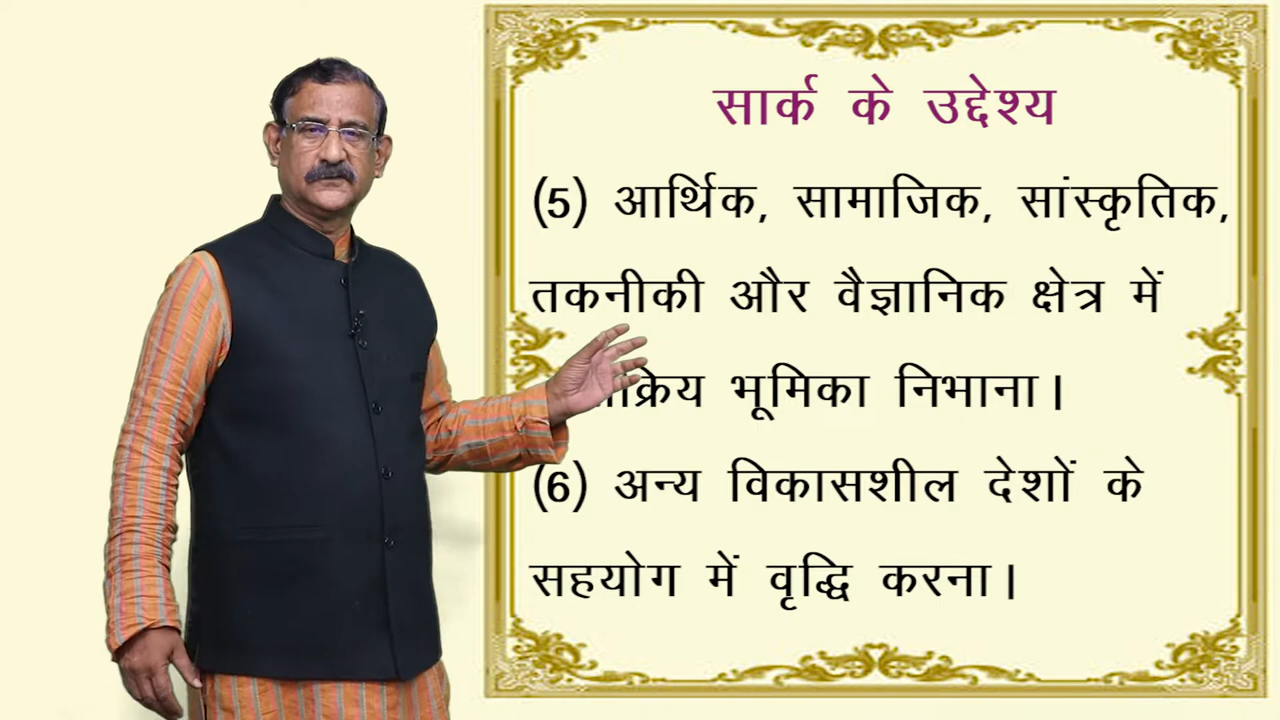 सार्क के उद्देश्य
(5) आर्थिक, सामाजिक, सांस्कृतिक,
तकनीकी और वैज्ञानिक क्षेत्र में
भूमिका निभाना।
(6) अन्य विकासशील देशों के
सहयोग में वृद्धि करना।